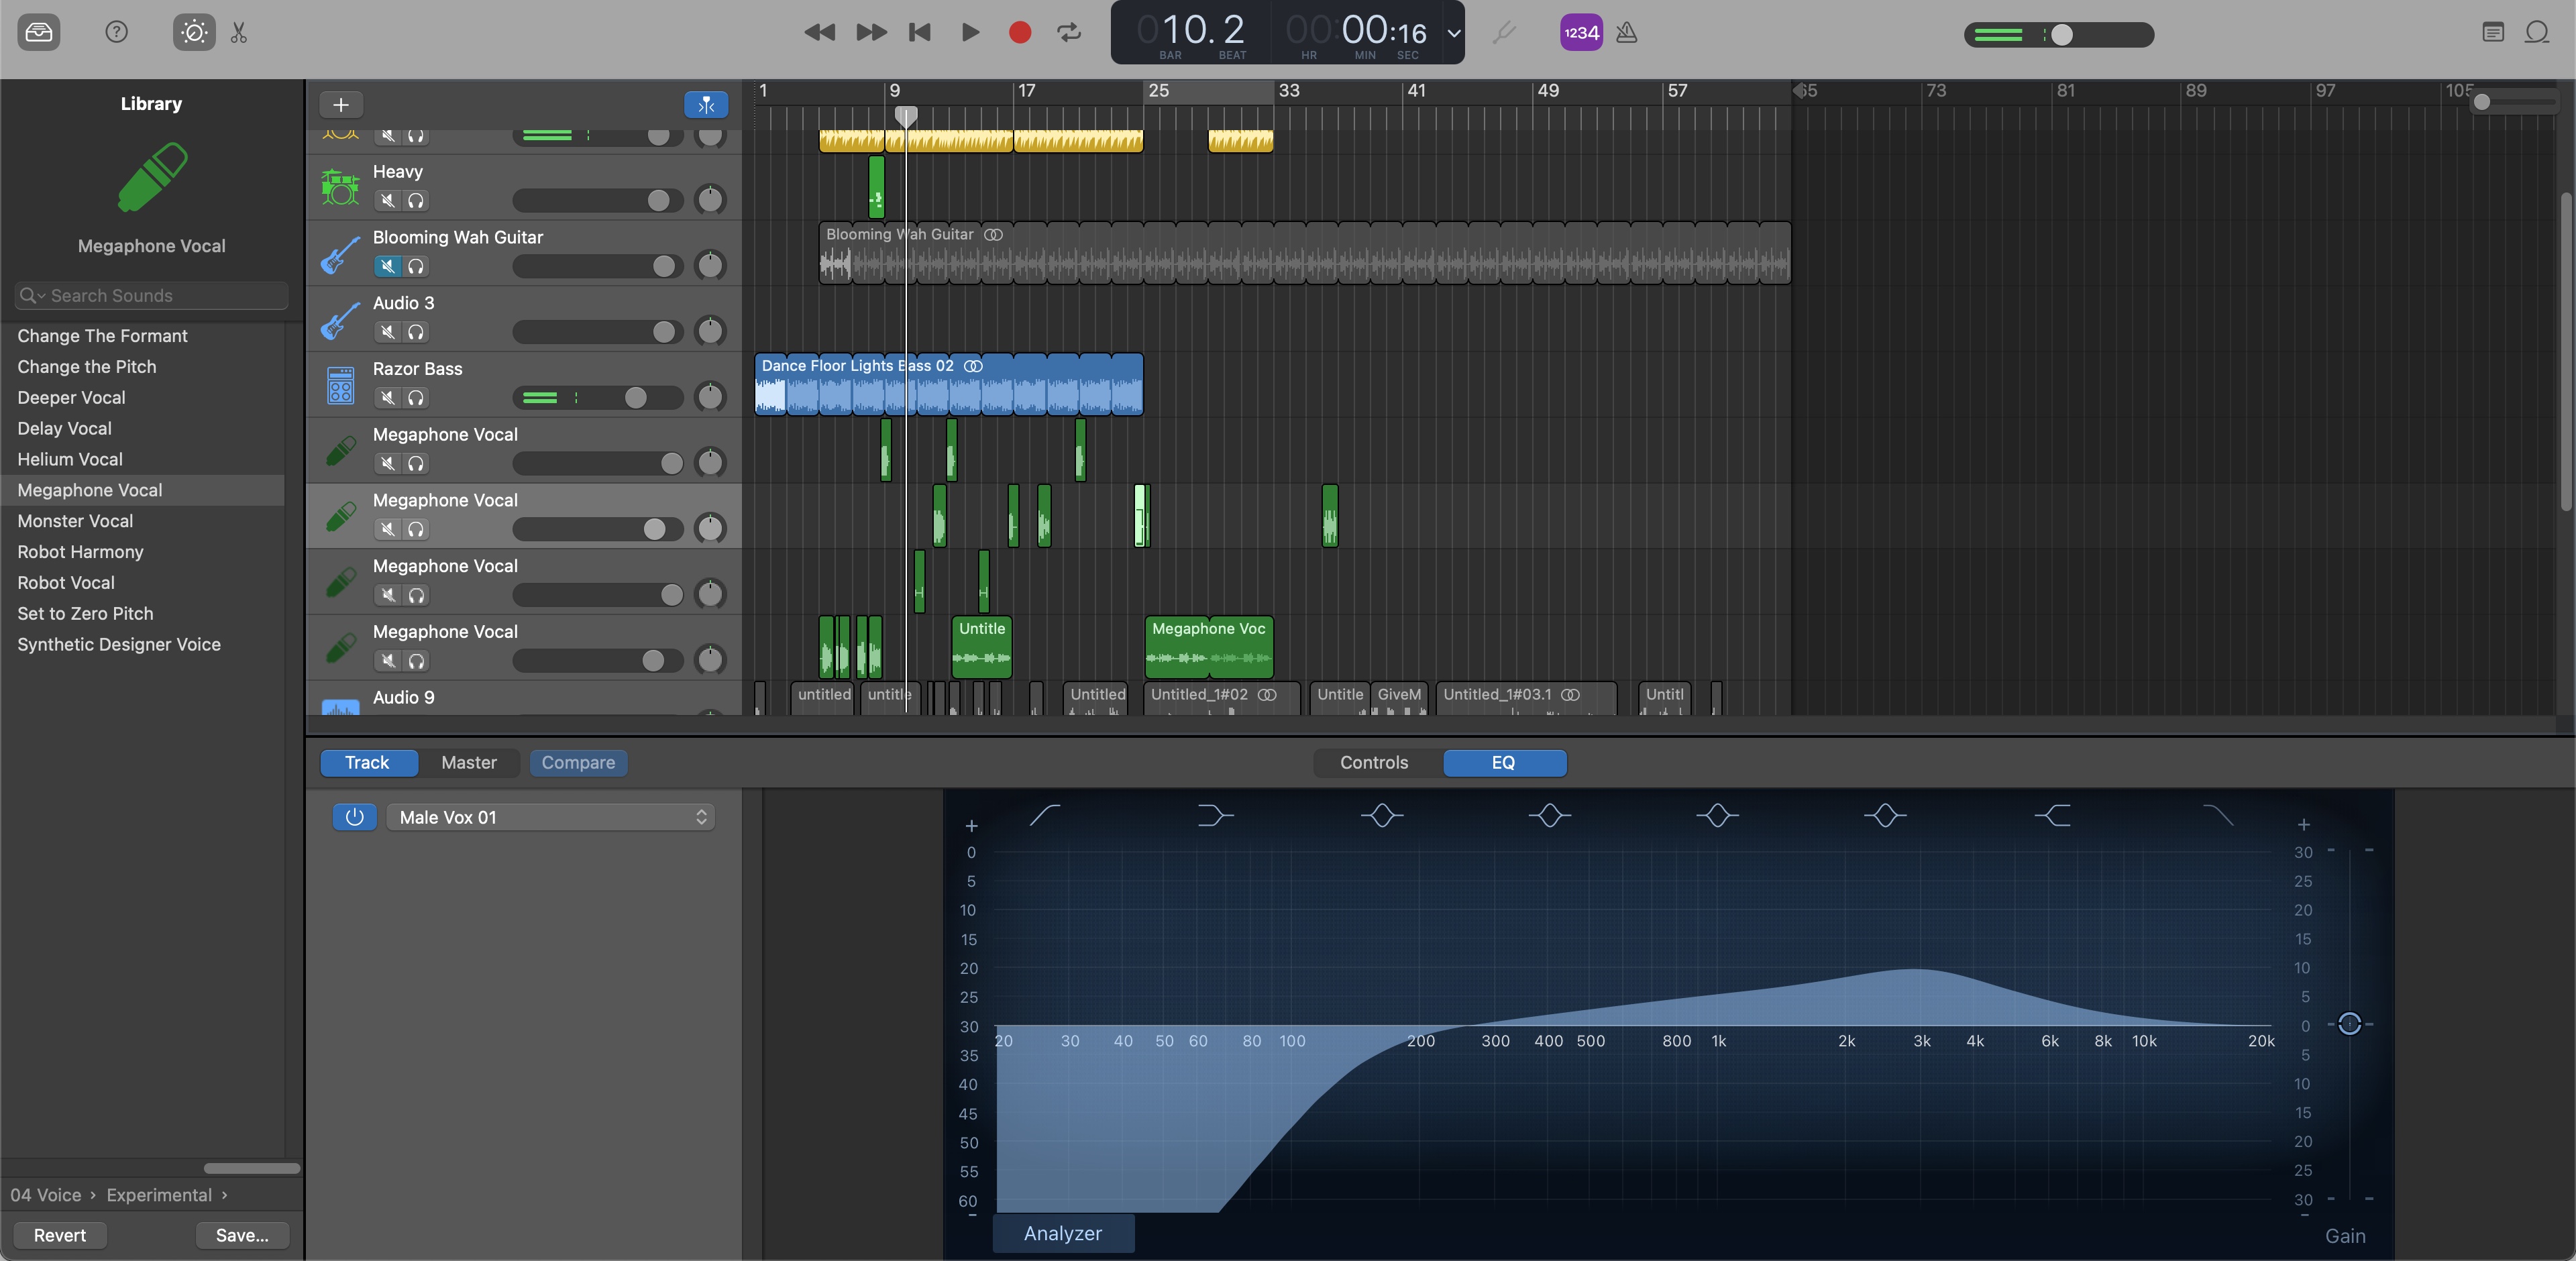 010.2 00:00:16
BAR BEAT HR MIN SEC
1234
Library
Megaphone Vocal
Search Sounds
Change The Formant
Change the Pitch
Deeper Vocal
Delay Vocal
Helium Vocal
Megaphone Vocal
Monster Vocal
Robot Harmony
Robot Vocal
Set to Zero Pitch
Synthetic Designer Voice
04 Voice › Experimental ›
Revert Save...
1 9 17 25 33 41 49 57 65 73 81 89 97 105
Heavy
Blooming Wah Guitar
Blooming Wah Guitar
Audio 3
Razor Bass
Dance Floor Lights Bass 02
Megaphone Vocal
Megaphone Vocal
Megaphone Vocal
Megaphone Vocal
Untitle Megaphone Voc
Audio 9
untitled untitle Untitled Untitled_1#02 Untitle GiveM Untitled_1#03.1 Untitl
Track Master Compare Controls EQ
Male Vox 01
+ +
0 30
5 25
10 20
15 15
20 10
25 5
30 0
20 30 40 50 60 80 100 200 300 400 500 800 1k 2k 3k 4k 6k 8k 10k 20k
35 5
40 10
45 15
50 20
55 25
60 30
- -
Analyzer
Gain